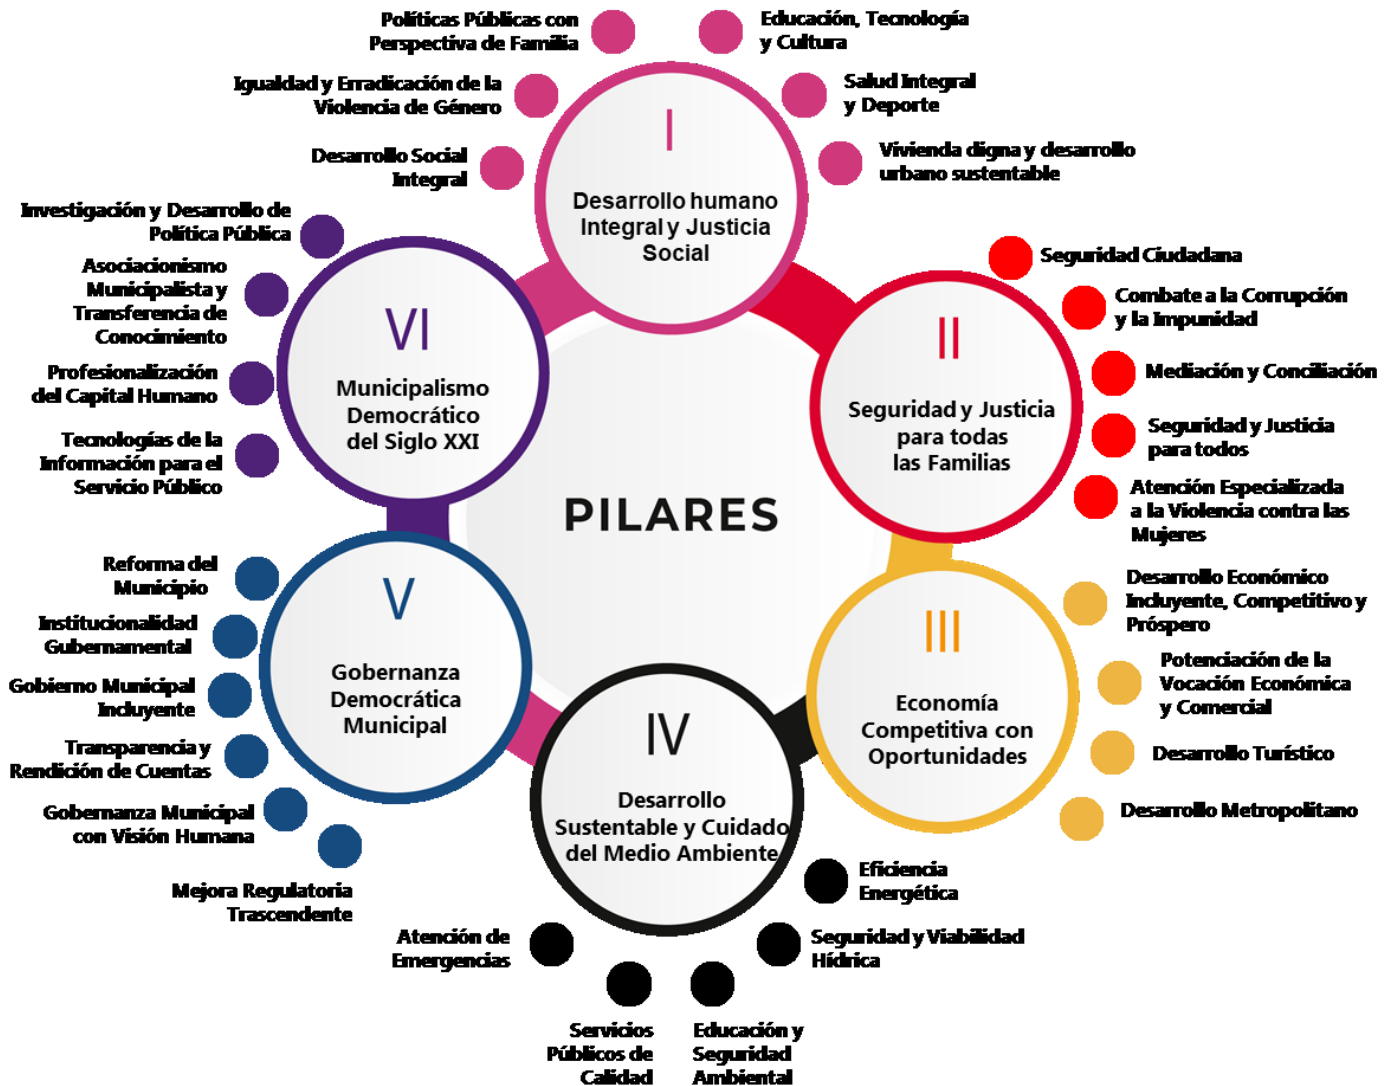 Políticas Públicas con
Perspectiva de Familia
Igualdad y Erradicación de la
Violencia de Género
Desarrollo Social
Integral
Educación, Tecnología
y Cultura
Salud Integral
y Deporte
Vivienda digna y desarrollo
urbano sustentable
I
Desarrollo humano
Integral y Justicia
Social
Seguridad Ciudadana
Combate a la Corrupción
y la Impunidad
Mediación y Conciliación
Seguridad y Justicia
para todos
Atención Especializada
a la Violencia contra las
Mujeres
II
Seguridad y Justicia
para todas
las Familias
PILARES
Desarrollo Económico
Incluyente, Competitivo y
Próspero
Potenciación de la
Vocación Económica
y Comercial
Desarrollo Turístico
Desarrollo Metropolitano
III
Economía
Competitiva con
Oportunidades
Eficiencia
Energética
Seguridad y Viabilidad
Hídrica
Educación y
Seguridad
Ambiental
Servicios
Públicos de
Calidad
Atención de
Emergencias
IV
Desarrollo
Sustentable y Cuidado
del Medio Ambiente
Reforma del
Municipio
Institucionalidad
Gubernamental
Gobierno Municipal
Incluyente
Transparencia y
Rendición de Cuentas
Gobernanza Municipal
con Visión Humana
Mejora Regulatoria
Trascendente
V
Gobernanza
Democrática
Municipal
Investigación y Desarrollo de
Política Pública
Asociacionismo
Municipalista y
Transferencia de
Conocimiento
Profesionalización
del Capital Humano
Tecnologías de la
Información para el
Servicio Público
VI
Municipalismo
Democrático
del Siglo XXI